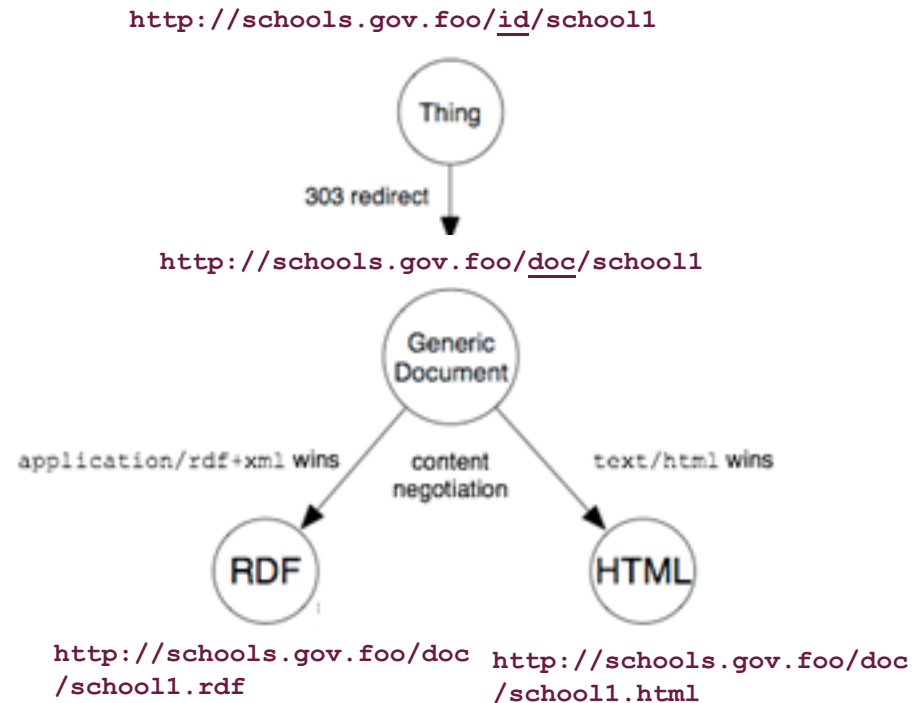 http://schools.gov.foo/id/school1
Thing
303 redirect
http://schools.gov.foo/doc/school1
Generic
Document
application/rdf+xml wins
content
negotiation
text/html wins
RDF
HTML
http://schools.gov.foo/doc
/school1.rdf
http://schools.gov.foo/doc
/school1.html